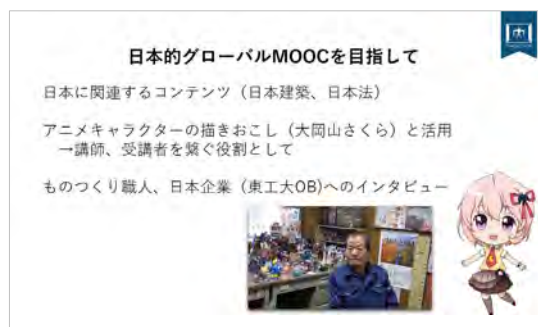 日本的グローバルMOOCを目指して
日本に関連するコンテンツ（日本建築、日本法）
アニメキャラクターの描きおこし（大岡山さくら）と活用
→講師、受講者を繋ぐ役割として
ものつくり職人、日本企業（東工大OB)へのインタビュー